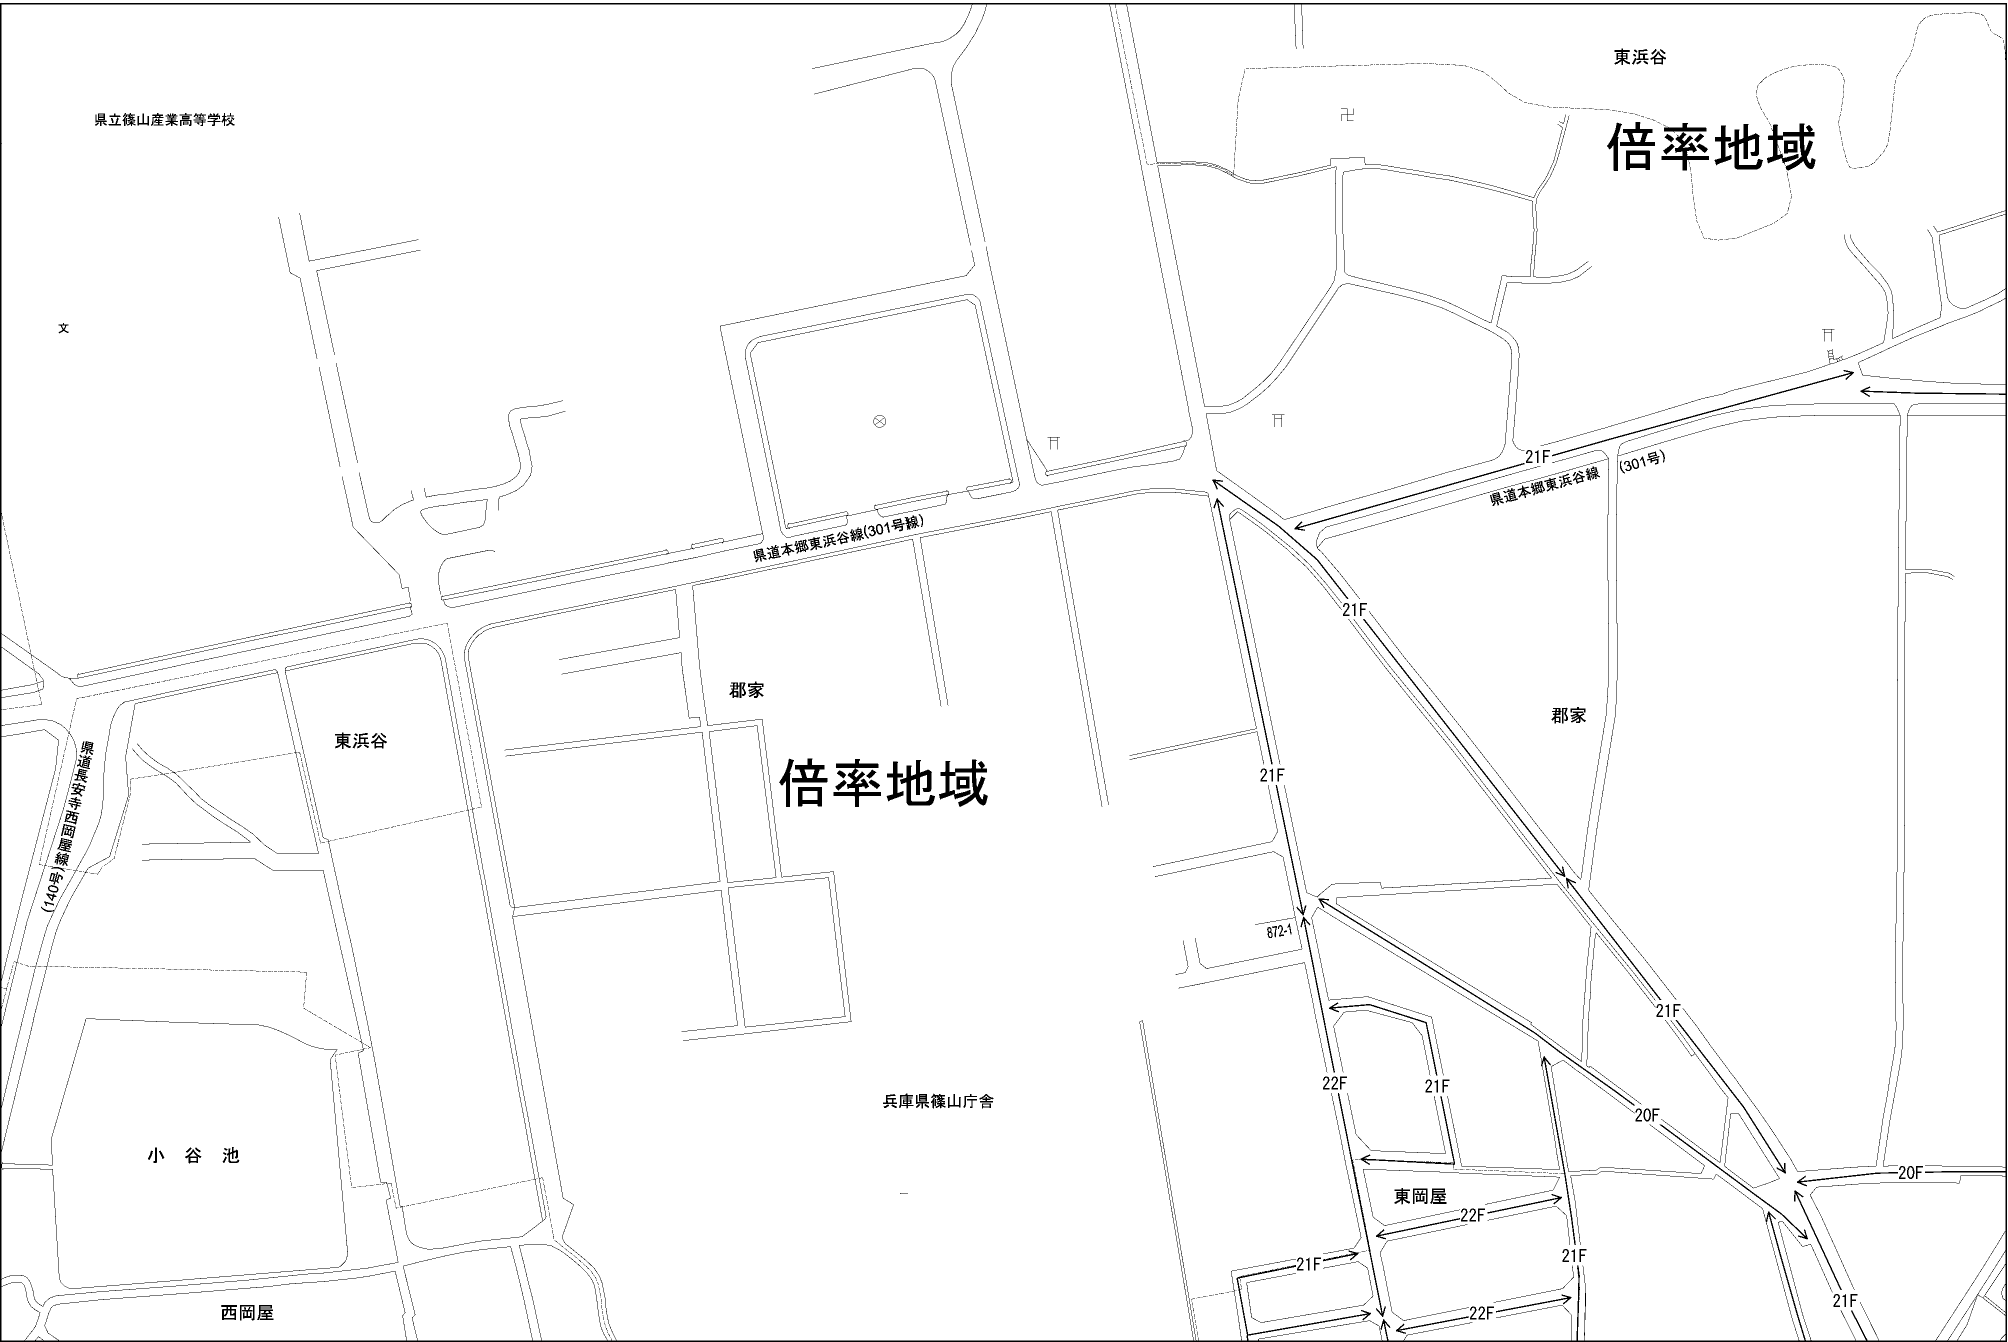 東浜谷
県立篠山産業高等学校
倍率地域
文
21F
県道本郷東浜谷線 (301号)
県道本郷東浜谷線(301号線)
21F
郡家
郡家
東浜谷
倍率地域
21F
県道長安寺西岡屋線
(140号)
872-1
21F
22F
21F
兵庫県篠山庁舎
20F
小谷池
20F
東岡屋
22F
21F
21F
21F
22F
西岡屋